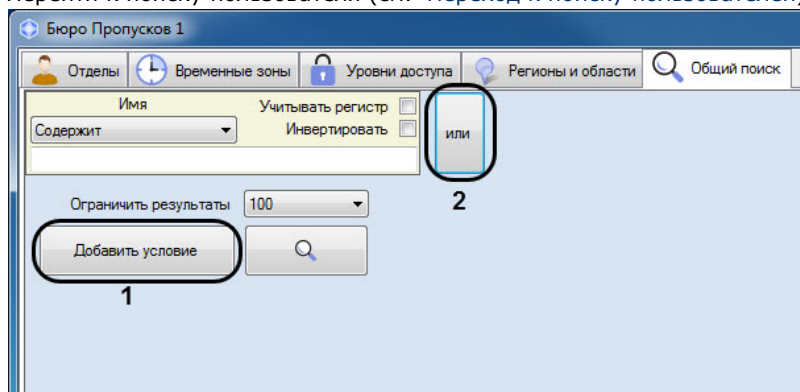 Бюро Пропусков 1
Отделы Временные зоны Уровни доступа Регионы и области Общий поиск
Имя Учитывать регистр
Содержит Инвертировать
или
2
Ограничить результаты 100
Добавить условие
1